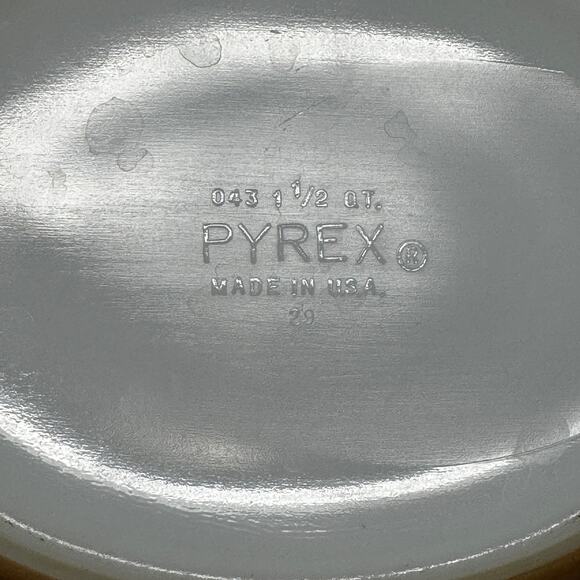 043 1 1/2 QT.
PYREX ®
MADE IN U.S.A.
29